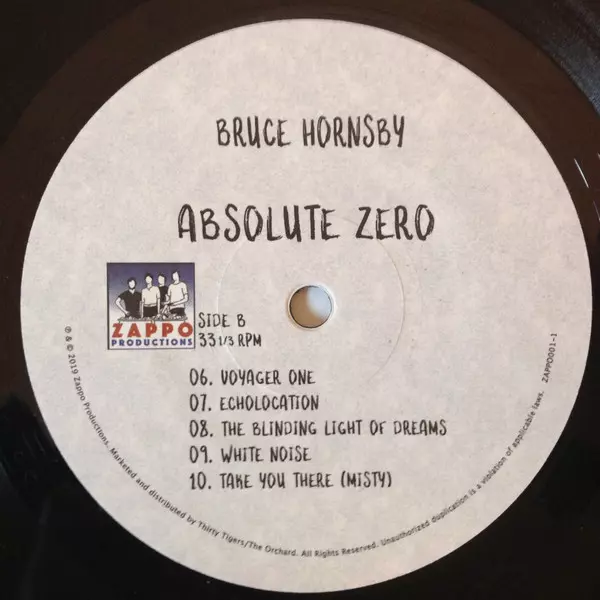 BRUCE HORNSBY
ABSOLUTE ZERO
ZAPPO
PRODUCTIONS
SIDE B
33 1/3 RPM
06. VOYAGER ONE
07. ECHOLOCATION
08. THE BLINDING LIGHT OF DREAMS
09. WHITE NOISE
10. TAKE YOU THERE (MISTY)
℗ & © 2019 Zappo Productions. Marketed and distributed by Thirty Tigers/The Orchard. All Rights Reserved. Unauthorized duplication is a violation of applicable laws. ZAPPO001-1